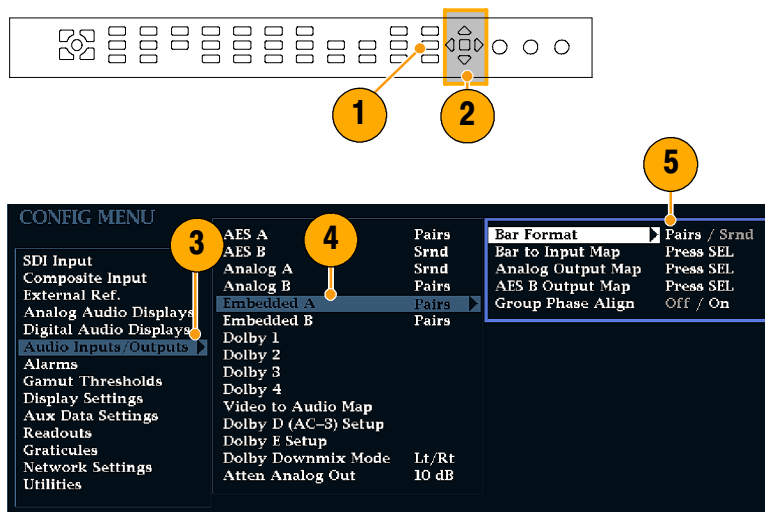 1
2
5
CONFIG MENU
3
4
SDI Input
Composite Input
External Ref.
Analog Audio Displays
Digital Audio Displays
Audio Inputs/Outputs
Alarms
Gamut Thresholds
Display Settings
Aux Data Settings
Readouts
Graticules
Network Settings
Utilities
AES A Pairs
AES B Srnd
Analog A Srnd
Analog B Pairs
Embedded A Pairs
Embedded B Pairs
Dolby 1
Dolby 2
Dolby 3
Dolby 4
Video to Audio Map
Dolby D (AC–3) Setup
Dolby E Setup
Dolby Downmix Mode Lt/Rt
Atten Analog Out 10 dB
Bar Format Pairs / Srnd
Bar to Input Map Press SEL
Analog Output Map Press SEL
AES B Output Map Press SEL
Group Phase Align Off / On